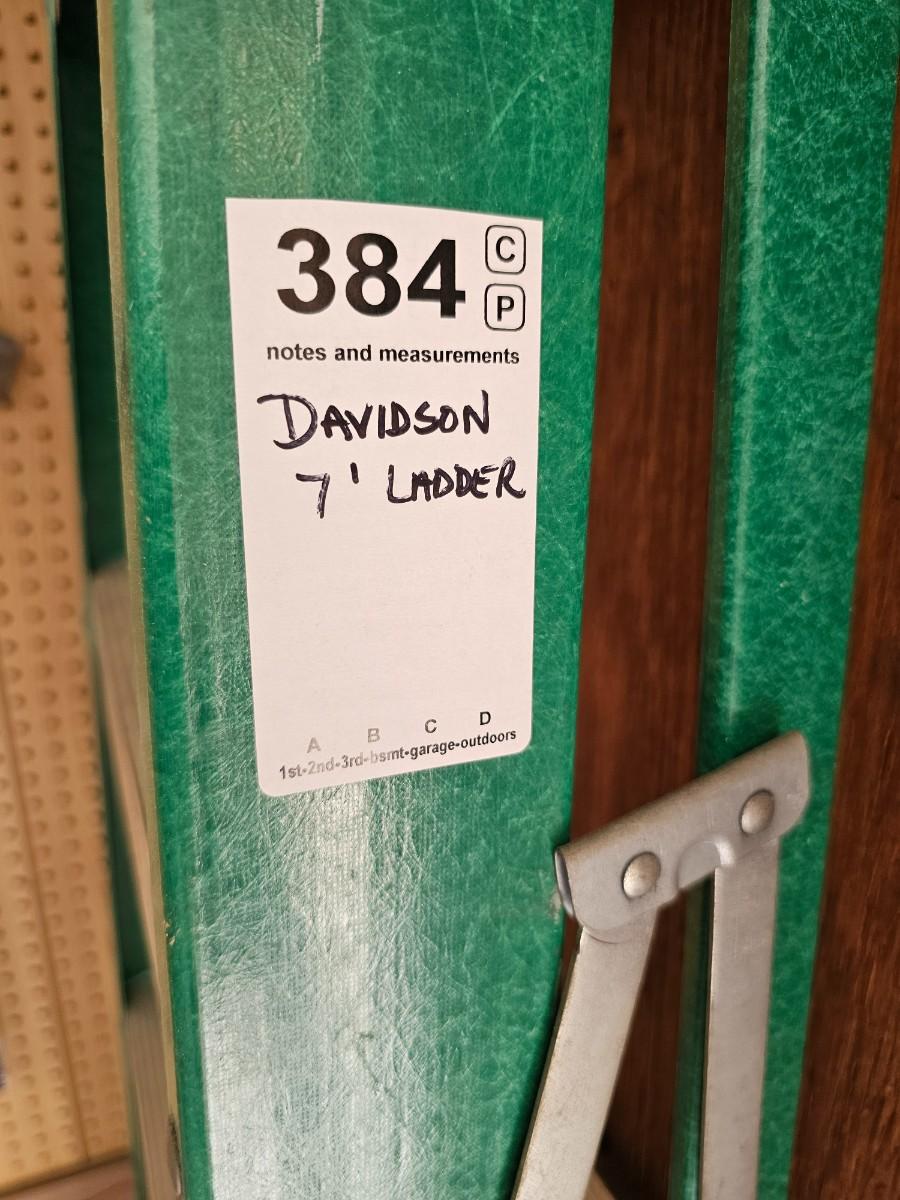 384 C
P
notes and measurements
DAVIDSON
7' LADDER
A B C D
1st-2nd-3rd-bsmt-garage-outdoors